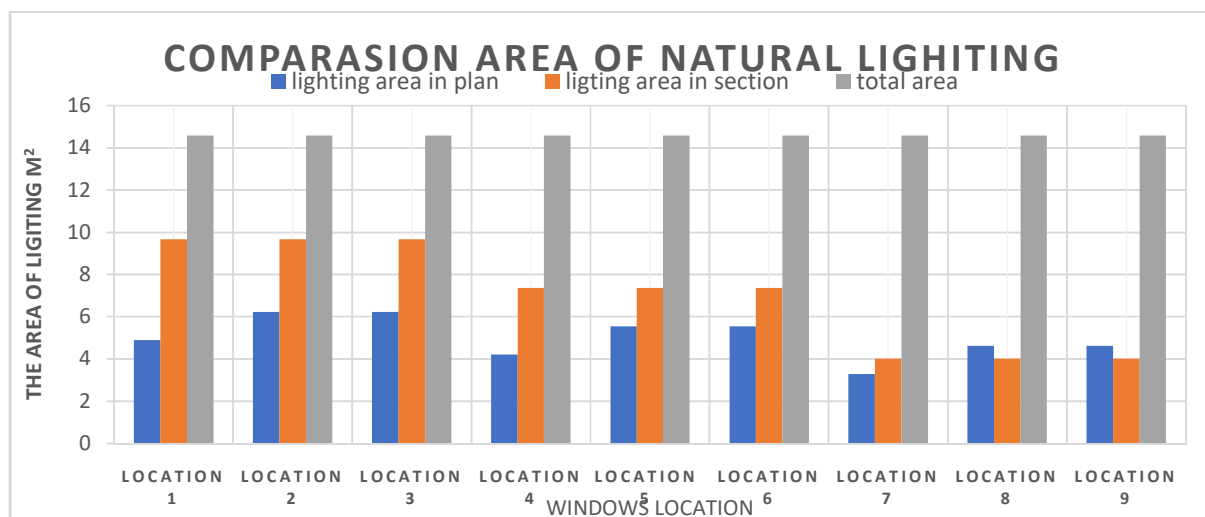 COMPARASION AREA OF NATURAL LIGHITING
lighting area in plan ligting area in section total area
THE AREA OF LIGITING M²
16
14
12
10
8
6
4
2
0
LOCATION 1
LOCATION 2
LOCATION 3
LOCATION 4
LOCATION 5
LOCATION 6
LOCATION 7
LOCATION 8
LOCATION 9
WINDOWS LOCATION